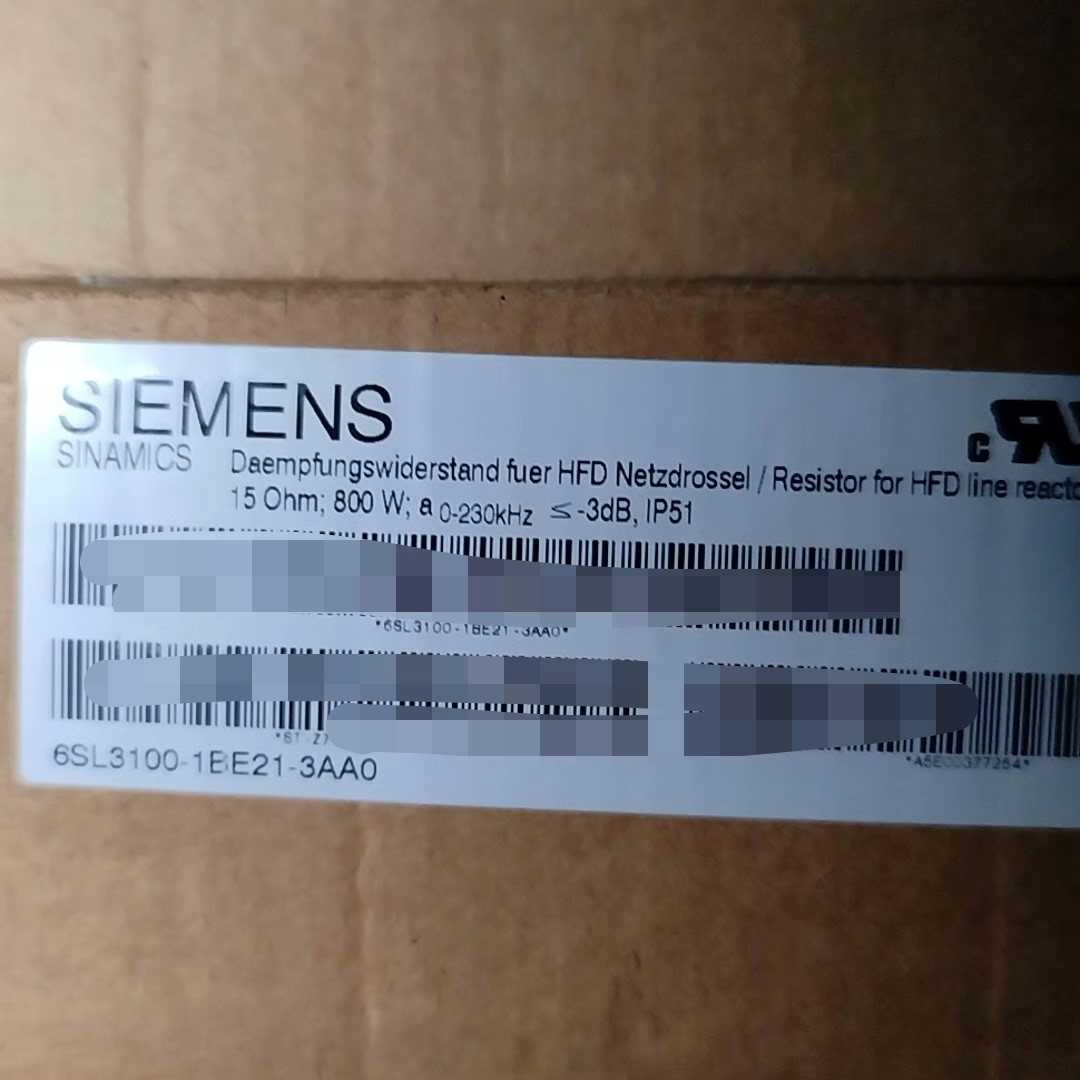 SIEMENS
SINAMICS
Daempfungswiderstand fuer HFD Netzdrossel / Resistor for HFD line reacto
15 Ohm; 800 W; a 0-230kHz ≤ -3dB, IP51
*6SL3100-1BE21-3AA0*
*A5E00377264*
6SL3100-1BE21-3AA0